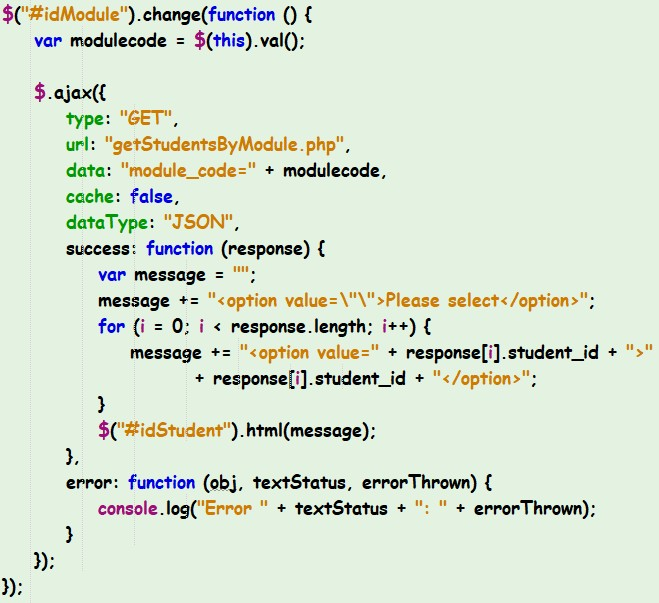 $("#idModule").change(function () {
var modulecode = $(this).val();
$.ajax({
type: "GET",
url: "getStudentsByModule.php",
data: "module_code=" + modulecode,
cache: false,
dataType: "JSON",
success: function (response) {
var message = "";
message += "<option value=\"\">Please select</option>";
for (i = 0; i < response.length; i++) {
message += "<option value=" + response[i].student_id + ">"
+ response[i].student_id + "</option>";
}
$("#idStudent").html(message);
},
error: function (obj, textStatus, errorThrown) {
console.log("Error " + textStatus + ": " + errorThrown);
}
});
});